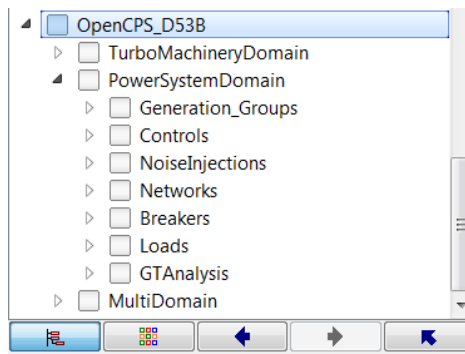 OpenCPS_D53B
TurboMachineryDomain
PowerSystemDomain
Generation_Groups
Controls
NoiseInjections
Networks
Breakers
Loads
GTAnalysis
MultiDomain